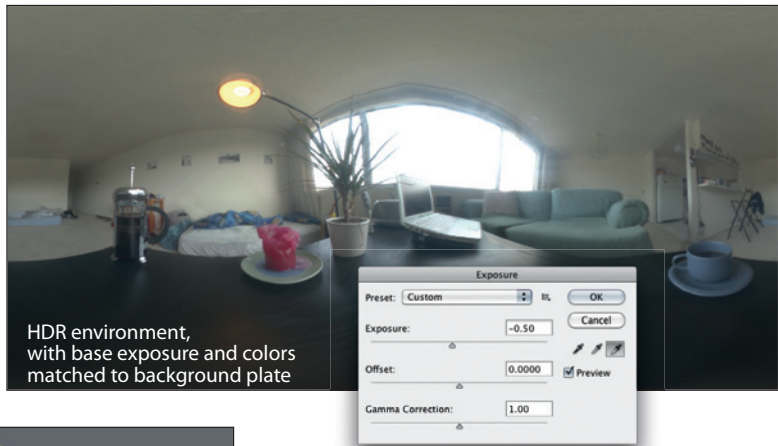 HDR environment,
with base exposure and colors
matched to background plate
Exposure
Preset: Custom
OK
Cancel
Exposure: -0.50
Offset: 0.0000
Preview
Gamma Correction: 1.00